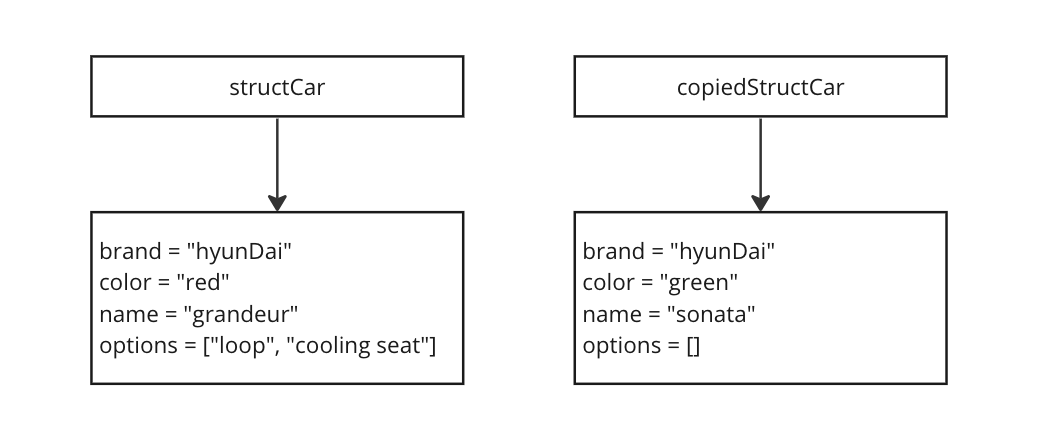 structCar
copiedStructCar
brand = "hyunDai"
color = "red"
name = "grandeur"
options = ["loop", "cooling seat"]
brand = "hyunDai"
color = "green"
name = "sonata"
options = []